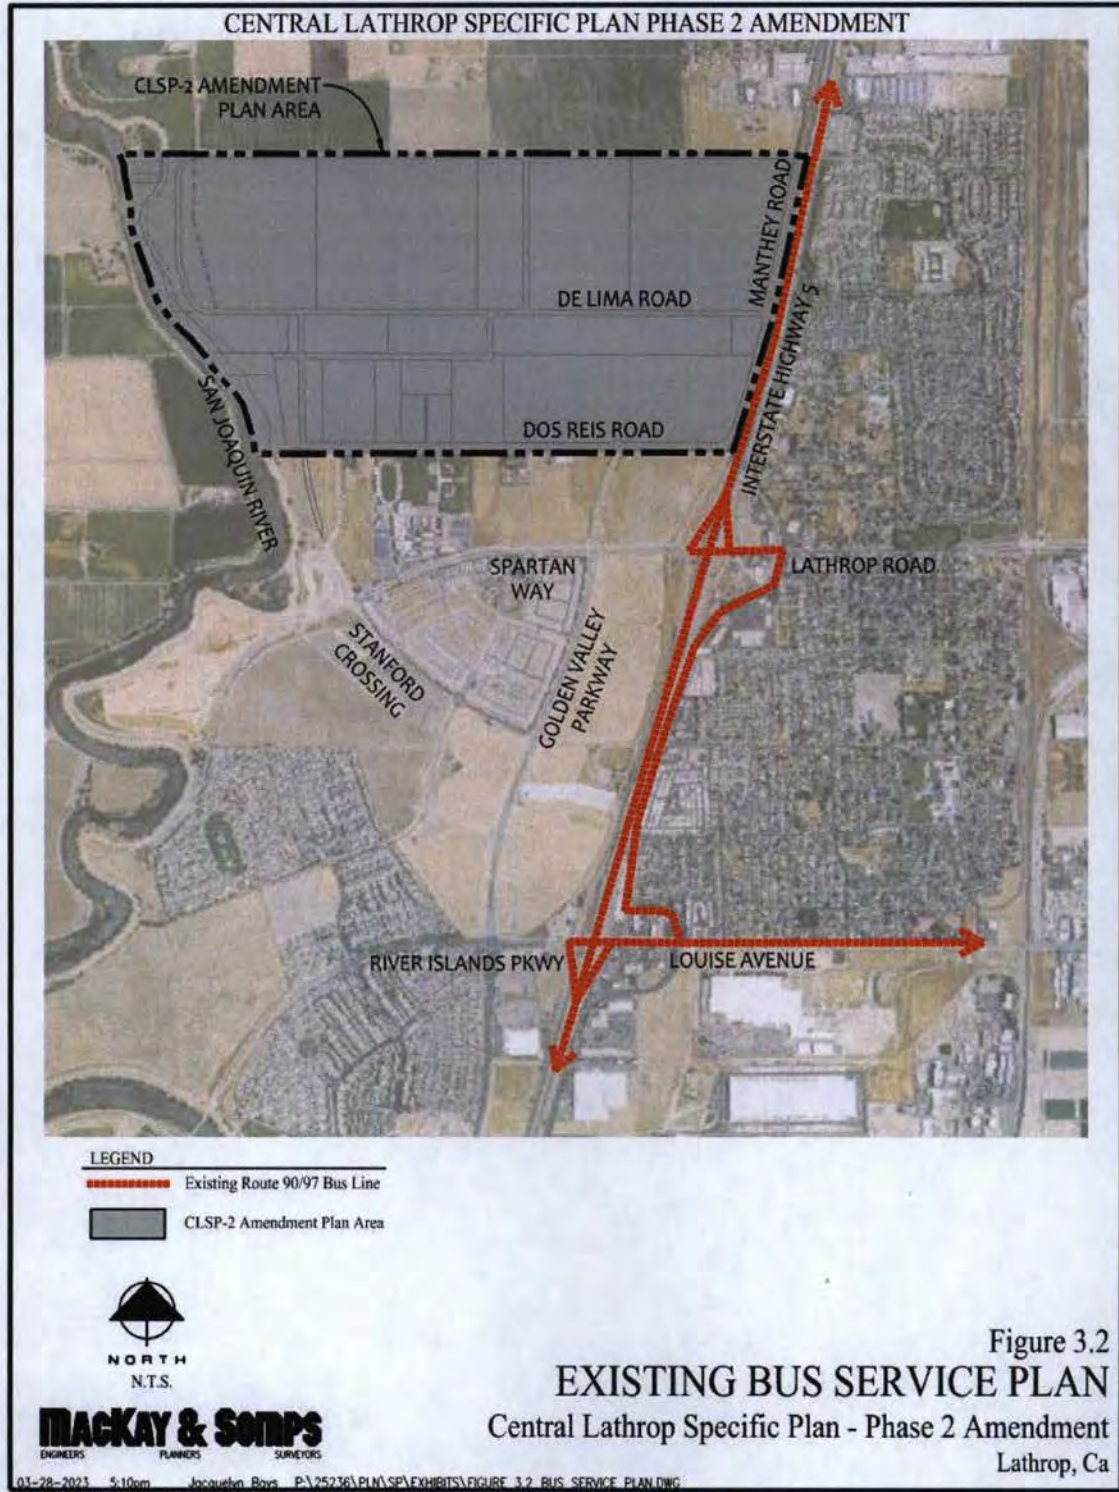 CENTRAL LATHROP SPECIFIC PLAN PHASE 2 AMENDMENT
CLSP-2 AMENDMENT
PLAN AREA
MANTHEY ROAD
DE LIMA ROAD
INTERSTATE HIGHWAY 5
SAN JOAQUIN RIVER
DOS REIS ROAD
SPARTAN
WAY
LATHROP ROAD
STANFORD
CROSSING
GOLDEN VALLEY
PARKWAY
RIVER ISLANDS PKWY
LOUISE AVENUE
LEGEND
Existing Route 90/97 Bus Line
CLSP-2 Amendment Plan Area
NORTH
N.T.S.
Figure 3.2
EXISTING BUS SERVICE PLAN
Central Lathrop Specific Plan - Phase 2 Amendment
Lathrop, Ca
MACKAY & SOMPS
ENGINEERS PLANNERS SURVEYORS
03-28-2023 5:10pm Jacquelyn Bays P:\25236\PLN\SP\EXHIBITS\FIGURE 3.2 BUS SERVICE PLAN.DWG